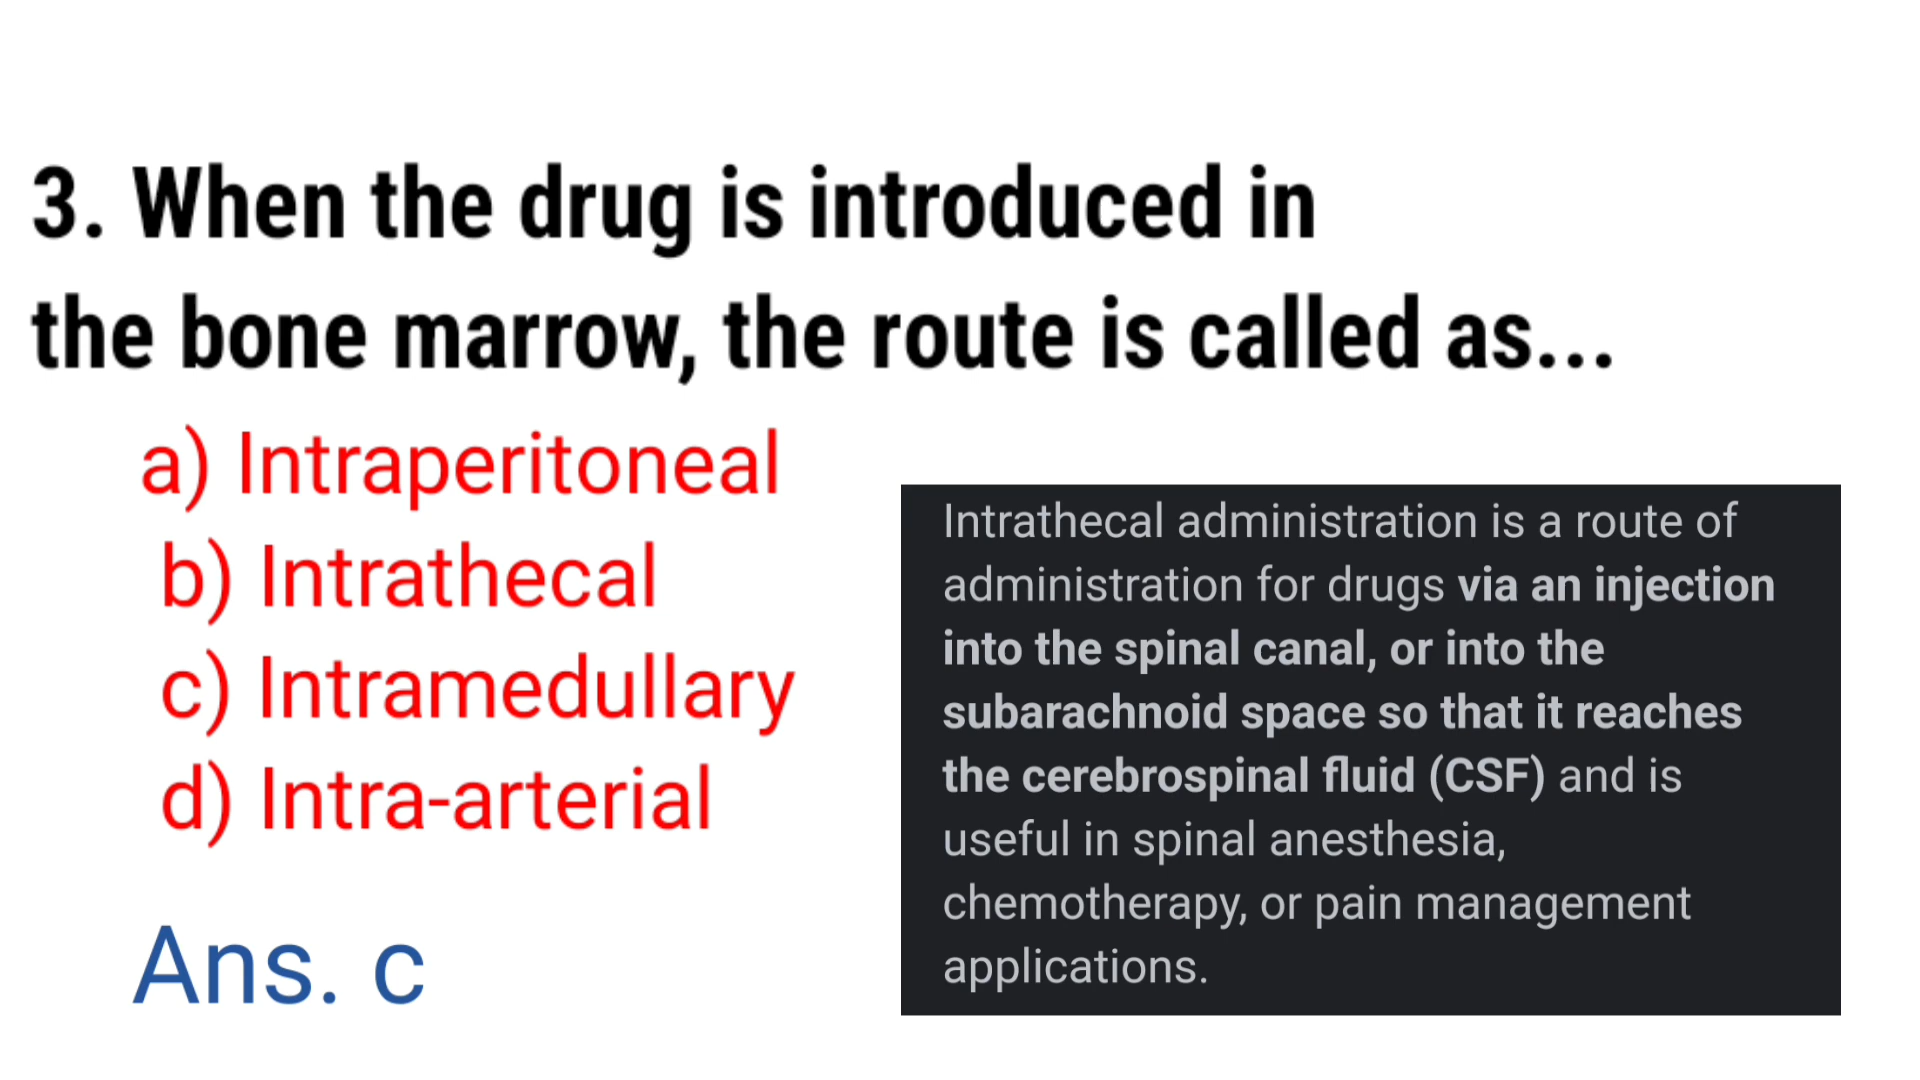 3. When the drug is introduced in
the bone marrow, the route is called as...
a) Intraperitoneal
b) Intrathecal
c) Intramedullary
d) Intra-arterial
Ans. c
Intrathecal administration is a route of
administration for drugs via an injection
into the spinal canal, or into the
subarachnoid space so that it reaches
the cerebrospinal fluid (CSF) and is
useful in spinal anesthesia,
chemotherapy, or pain management
applications.